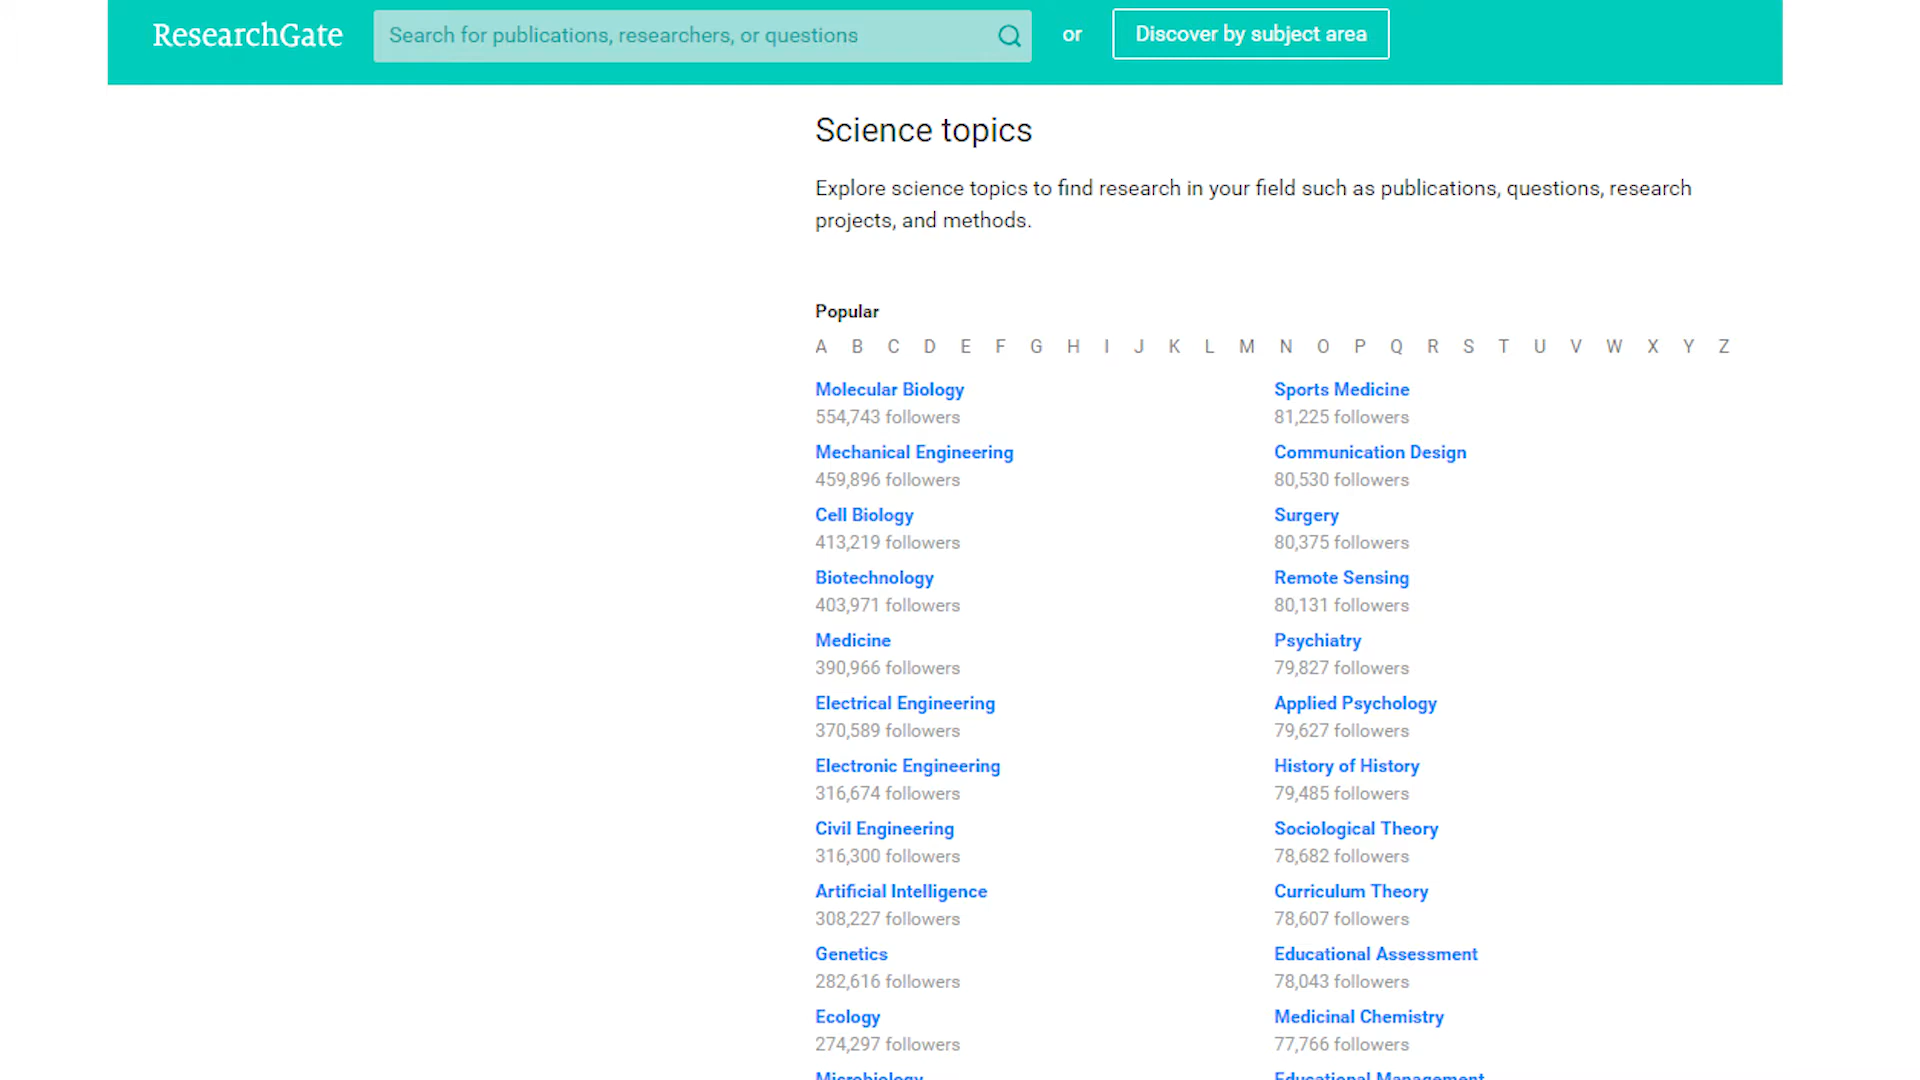 ResearchGate
Search for publications, researchers, or questions
or
Discover by subject area
Science topics
Explore science topics to find research in your field such as publications, questions, research
projects, and methods.
Popular
A B C D E F G H I J K L M N O P Q R S T U V W X Y Z
Molecular Biology
554,743 followers
Mechanical Engineering
459,896 followers
Cell Biology
413,219 followers
Biotechnology
403,971 followers
Medicine
390,966 followers
Electrical Engineering
370,589 followers
Electronic Engineering
316,674 followers
Civil Engineering
316,300 followers
Artificial Intelligence
308,227 followers
Genetics
282,616 followers
Ecology
274,297 followers
Microbiology
Sports Medicine
81,225 followers
Communication Design
80,530 followers
Surgery
80,375 followers
Remote Sensing
80,131 followers
Psychiatry
79,827 followers
Applied Psychology
79,627 followers
History of History
79,485 followers
Sociological Theory
78,682 followers
Curriculum Theory
78,607 followers
Educational Assessment
78,043 followers
Medicinal Chemistry
77,766 followers
Educational Management